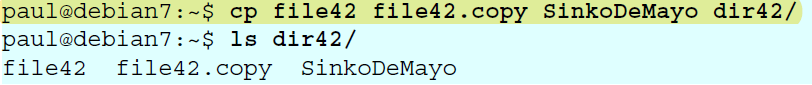 paul@debian7:~$ cp file42 file42.copy SinkoDeMayo dir42/
paul@debian7:~$ ls dir42/
file42  file42.copy  SinkoDeMayo